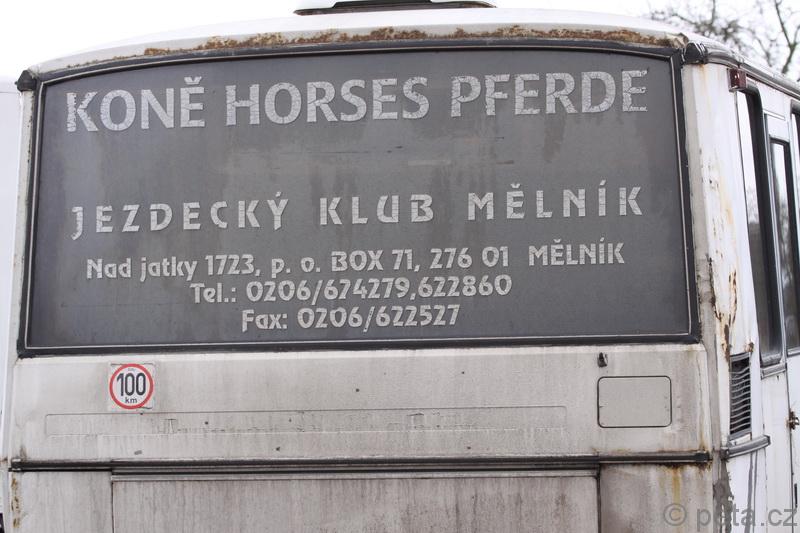 KONĚ HORSES PFERDE
JEZDECKÝ KLUB MĚLNÍK
Nad jatky 1723, p. o. BOX 71, 276 01 MĚLNÍK
Tel.: 0206/674279,622860
Fax: 0206/622527
100
km
© pata.cz